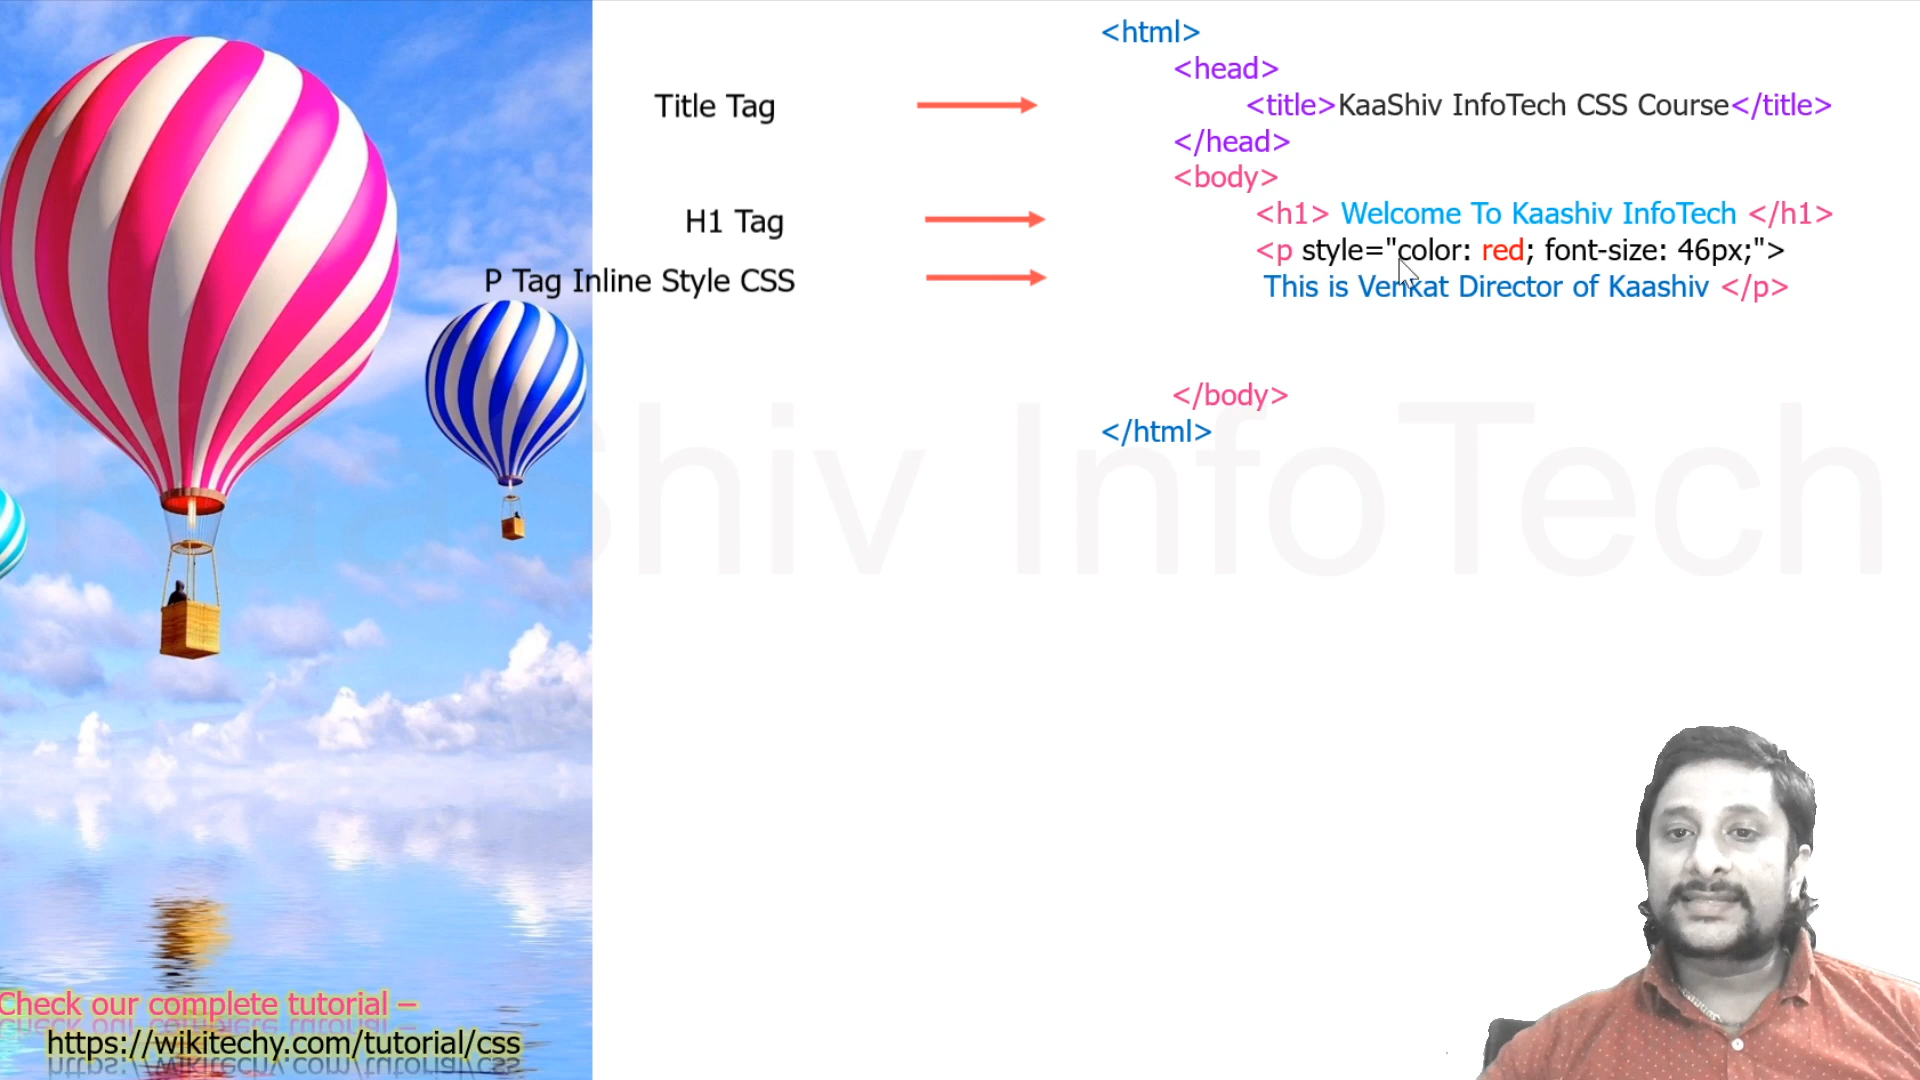 <html>
<head>
Title Tag
<title>KaaShiv InfoTech CSS Course</title>
</head>
<body>
H1 Tag
<h1> Welcome To Kaashiv InfoTech </h1>
<p style="color: red; font-size: 46px;">
P Tag Inline Style CSS
This is Venkat Director of Kaashiv </p>
</body>
</html>
KaaShiv InfoTech
Check our complete tutorial –
https://wikitechy.com/tutorial/css